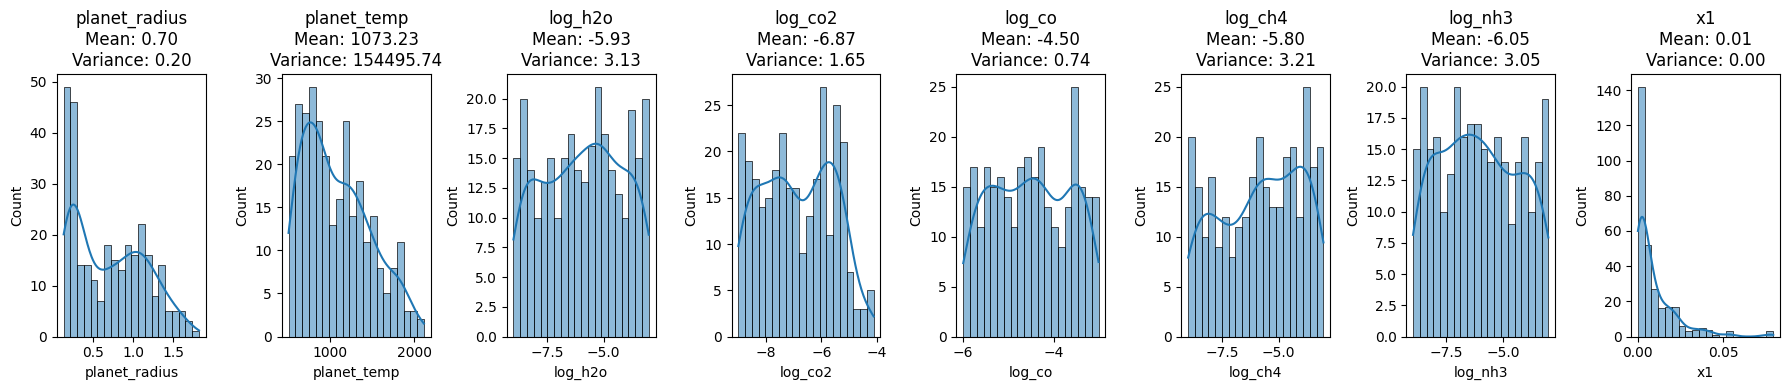 planet_radius
Mean: 0.70
Variance: 0.20
50
40
30
20
10
0
Count
0.5 1.0 1.5
planet_radius
planet_temp
Mean: 1073.23
Variance: 154495.74
30
25
20
15
10
5
0
Count
1000 2000
planet_temp
log_h2o
Mean: -5.93
Variance: 3.13
20.0
17.5
15.0
12.5
10.0
7.5
5.0
2.5
0.0
Count
−7.5 −5.0
log_h2o
log_co2
Mean: -6.87
Variance: 1.65
25
20
15
10
5
0
Count
−8 −6 −4
log_co2
log_co
Mean: -4.50
Variance: 0.74
25
20
15
10
5
0
Count
−6 −4
log_co
log_ch4
Mean: -5.80
Variance: 3.21
25
20
15
10
5
0
Count
−7.5 −5.0
log_ch4
log_nh3
Mean: -6.05
Variance: 3.05
20.0
17.5
15.0
12.5
10.0
7.5
5.0
2.5
0.0
Count
−7.5 −5.0
log_nh3
x1
Mean: 0.01
Variance: 0.00
140
120
100
80
60
40
20
0
Count
0.00 0.05
x1